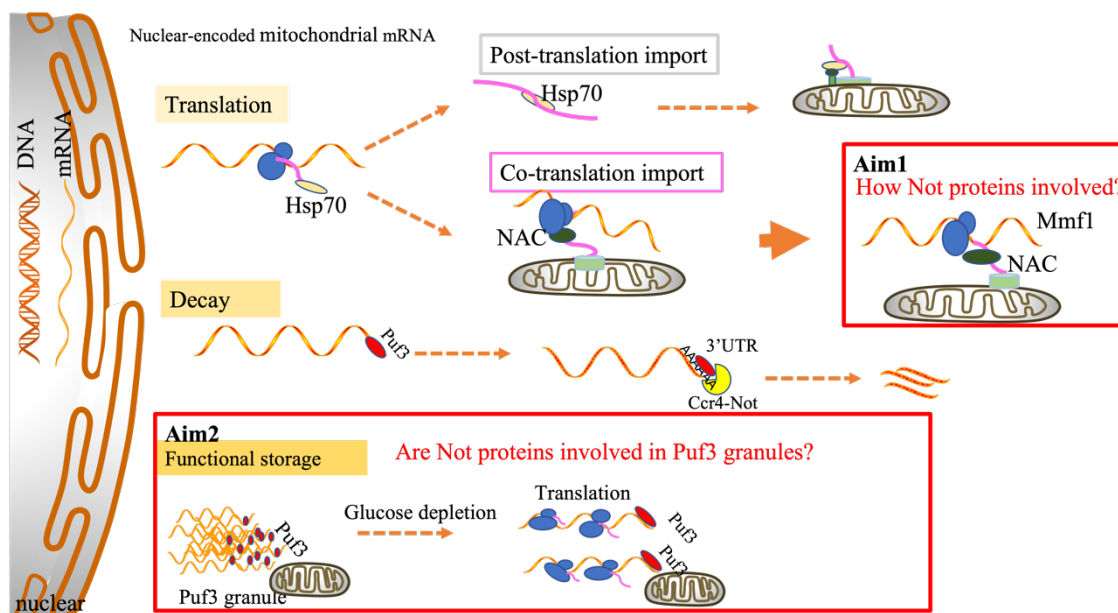 Nuclear-encoded mitochondrial mRNA
DNA
mRNA
nuclear
Translation
Hsp70
Post-translation import
Hsp70
Co-translation import
NAC
Aim1
How Not proteins involved?
Mmf1
NAC
Decay
Puf3
AAAAAA
3’UTR
Ccr4-Not
Aim2
Functional storage
Are Not proteins involved in Puf3 granules?
Puf3
Puf3 granule
Glucose depletion
Translation
Puf3
Puf3